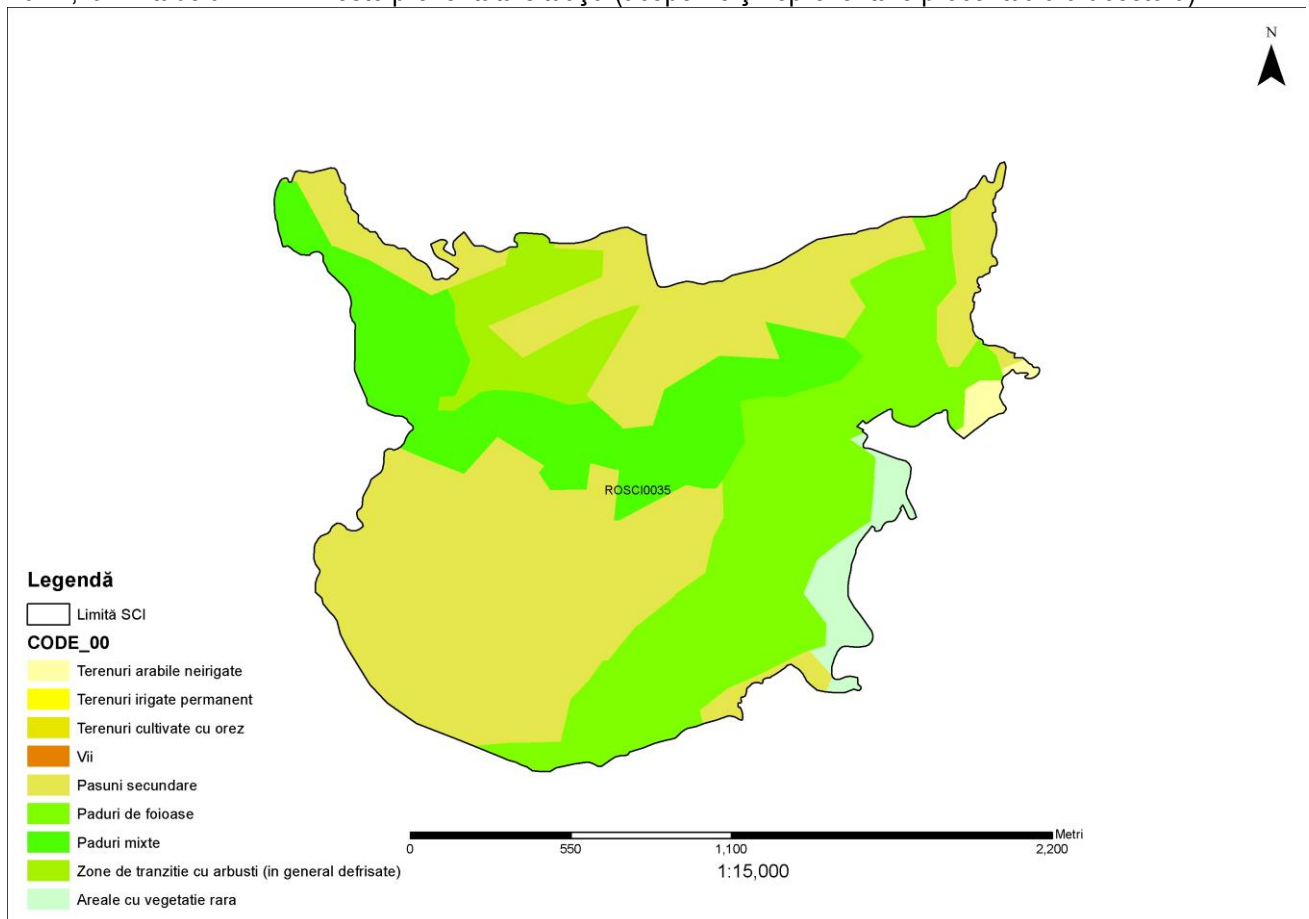 N
ROSCI0035
Legendă
Limită SCI
CODE_00
Terenuri arabile neirigate
Terenuri irigate permanent
Terenuri cultivate cu orez
Vii
Pasuni secundare
Paduri de foioase
Paduri mixte
Zone de tranzitie cu arbusti (in general defrisate)
Areale cu vegetatie rara
Metri
0 550 1,100 2,200
1:15,000